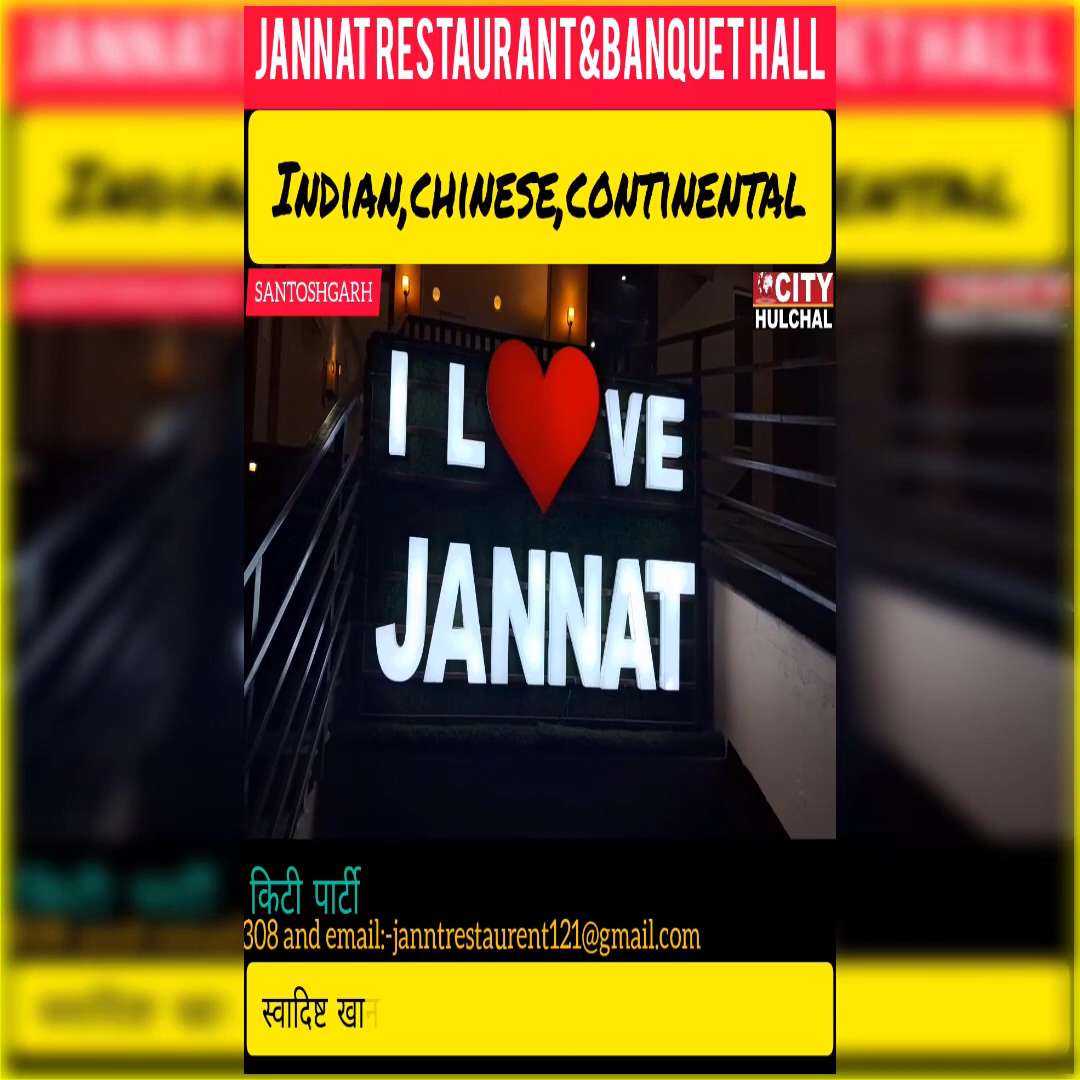 JANNAT RESTAURANT&BANQUET HALL
INDIAN,CHINESE,CONTINENTAL
SANTOSHGARH
CITY
HULCHAL
I L VE
JANNAT
किटी पार्टी
308 and email:-janntrestaurent121@gmail.com
स्वादिष्ट खान